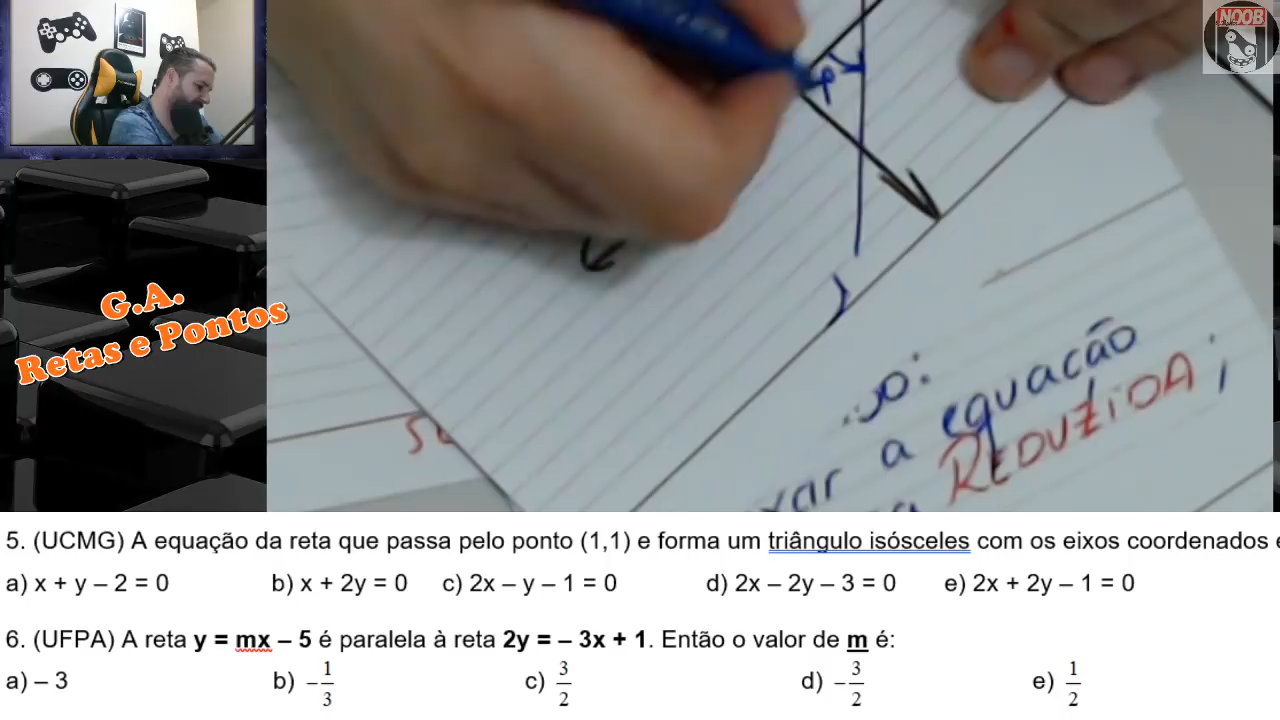 NOOB
G.A.
Retas e Pontos
a equação
REDUZIDA;
5. (UCMG) A equação da reta que passa pelo ponto (1,1) e forma um triângulo isósceles com os eixos coordenados
a) x + y – 2 = 0 b) x + 2y = 0 c) 2x – y – 1 = 0 d) 2x – 2y – 3 = 0 e) 2x + 2y – 1 = 0
6. (UFPA) A reta y = mx – 5 é paralela à reta 2y = – 3x + 1. Então o valor de m é:
a) – 3 b) – 1/3 c) 3/2 d) – 3/2 e) 1/2